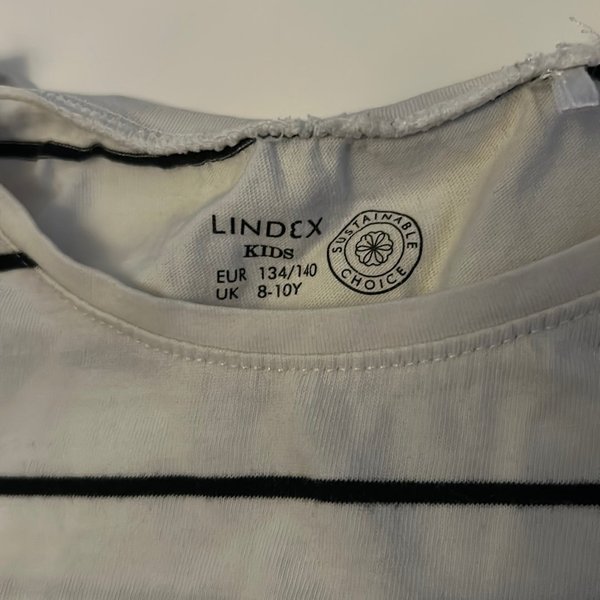 LINDEX
KIDS
EUR 134/140
UK 8-10Y
SUSTAINABLE
CHOICE